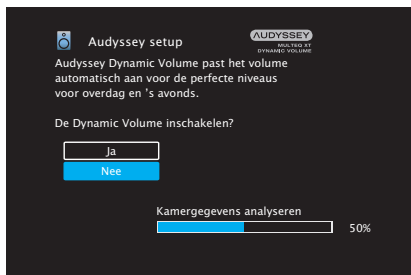 Audyssey setup
AUDYSSEY
MULTEQ XT
DYNAMIC VOLUME
Audyssey Dynamic Volume past het volume
automatisch aan voor de perfecte niveaus
voor overdag en 's avonds.
De Dynamic Volume inschakelen?
Ja
Nee
Kamergegevens analyseren
50%